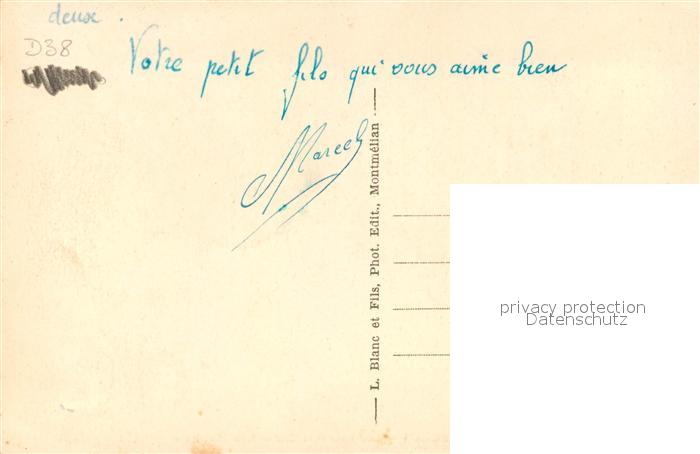 deux.
D38
Votre petit fils qui vous aime bien
Marcel
L. Blanc et Fils, Phot. Edit., Montmélian
privacy protection
Datenschutz